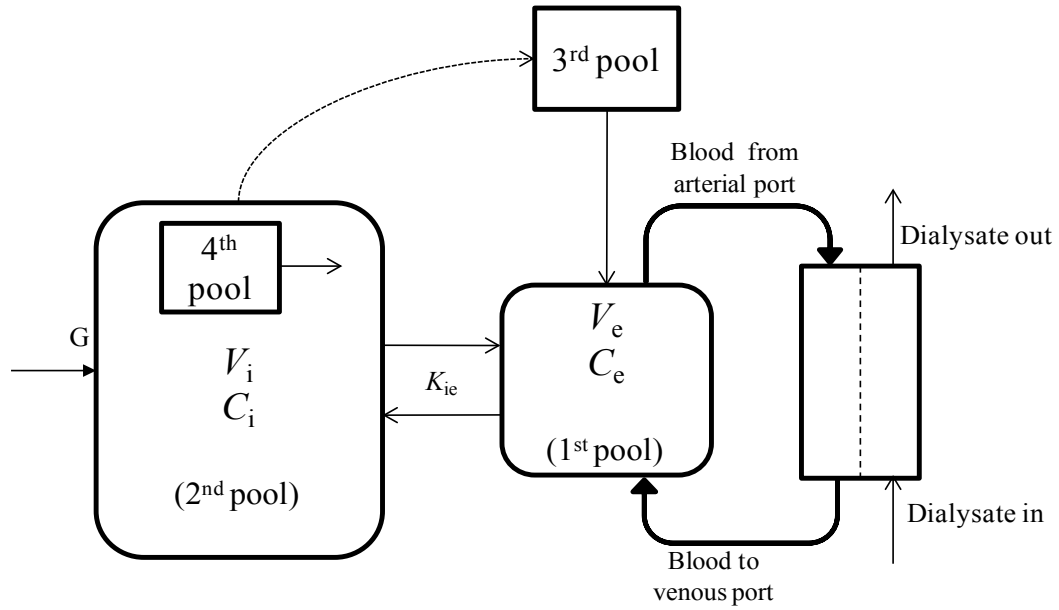 3rd pool
Blood from
arterial port
Dialysate out
4th
pool
G
Vi
Ci
(2nd pool)
Kie
Ve
Ce
(1st pool)
Dialysate in
Blood to
venous port